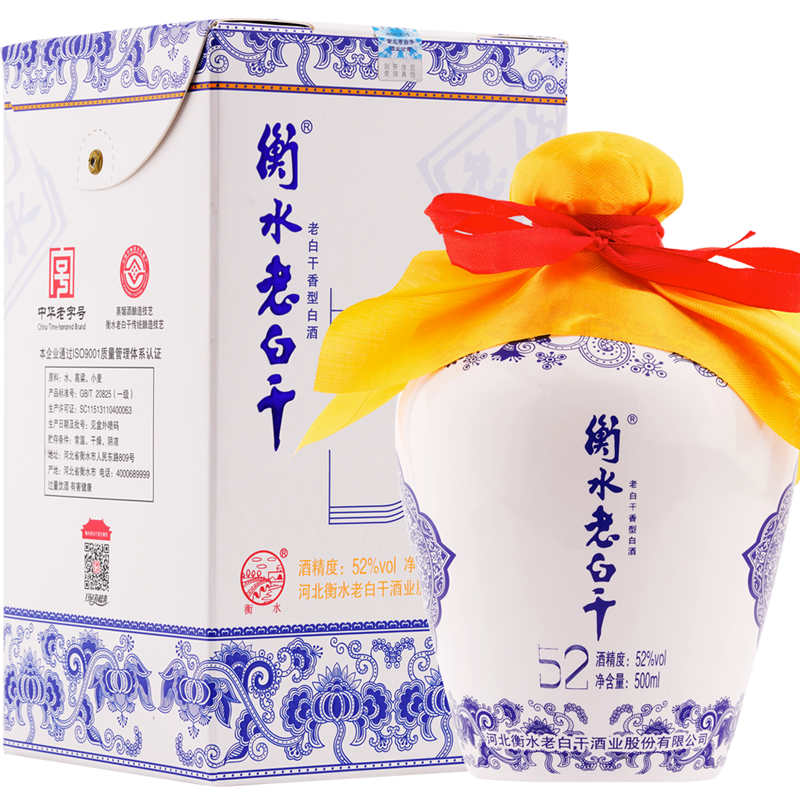 衡水老白干®
老白干香型白酒
中华老字号
China Time-honored Brand
蒸馏酒酿造技艺
衡水老白干传统酿造技艺
本企业通过ISO9001质量管理体系认证
原料：水、高粱、小麦
产品标准号：GB/T 20825（一级）
生产许可证：SC11513110400063
生产日期及批号：见盒外喷码
贮存条件：常温、干燥、阴凉
地址：河北省衡水市人民东路809号
产地：河北省衡水市 电话：4000689999
过量饮酒 有害健康
®
衡水
酒精度：52%vol 净
河北衡水老白干酒业股
衡水老白干®
老白干香型白酒
52
酒精度：52%vol
净含量：500ml
河北衡水老白干酒业股份有限公司